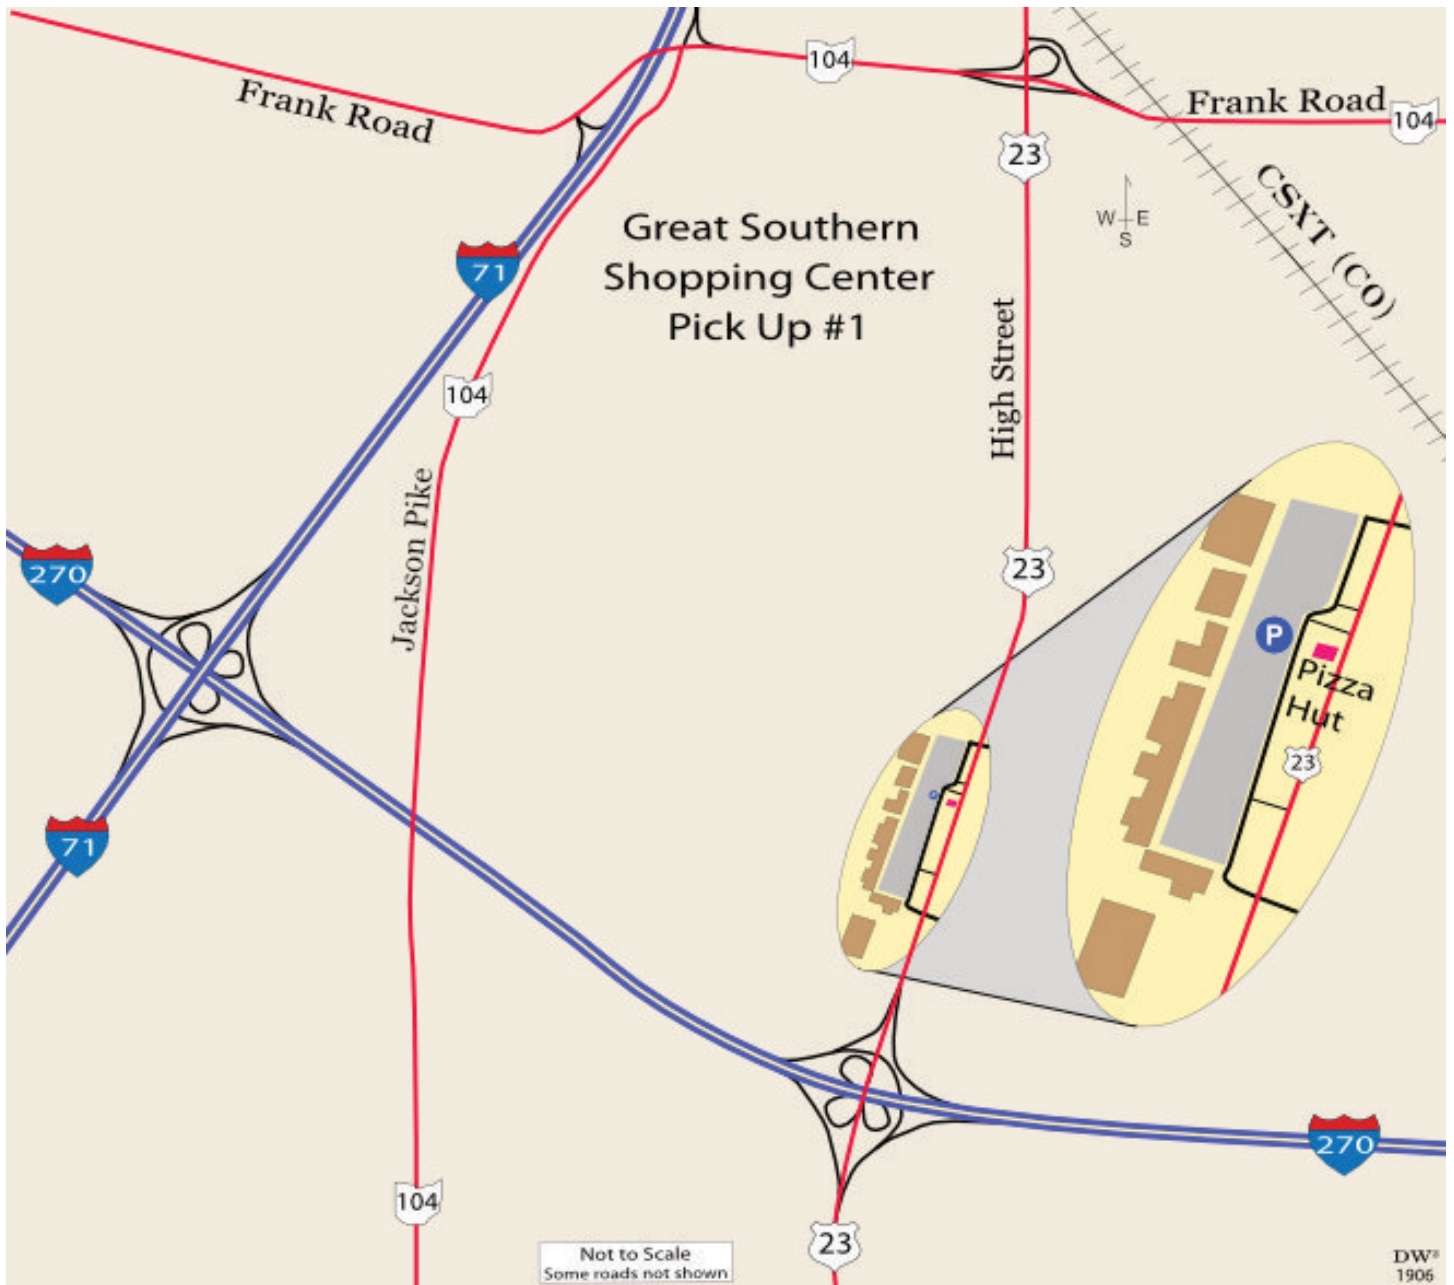 104
Frank Road
Frank Road
104
23
Great Southern
Shopping Center
Pick Up #1
W E
S
CSXT (CO)
71
High Street
104
Jackson Pike
270
23
P
Pizza
Hut
23
71
270
104
23
Not to Scale
Some roads not shown
DW³
1906